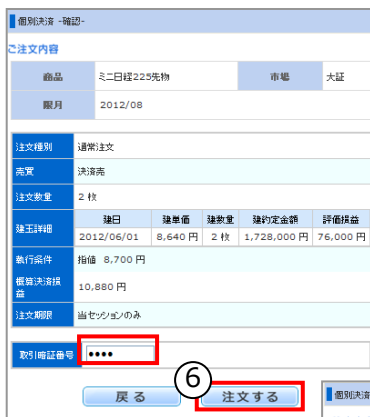 個別決済 -確認-
ご注文内容
商品 ミニ日経225先物 市場 大証
限月 2012/08
注文種別 通常注文
売買 決済売
注文数量 2 枚
建玉詳細 建日 建単価 建数量 建約定金額 評価損益
2012/06/01 8,640 円 2 枚 1,728,000 円 76,000 円
執行条件 指値 8,700 円
概算決済損益 10,880 円
注文期限 当セッションのみ
取引暗証番号 ••••
⑥
戻る 注文する
個別決済